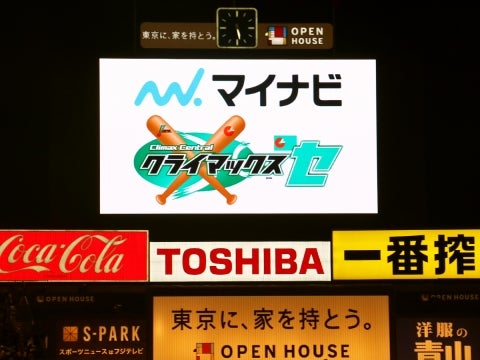 東京に、家を持とう。
OPEN HOUSE
マイナビ
Climax Central
クライマックス'セ
Coca-Cola
TOSHIBA
一番搾
OPEN HOUSE
OPEN HOUSE
S-PARK
スポーツニュースはフジテレビ
東京に、家を持とう。
OPEN HOUSE
洋服の
青山